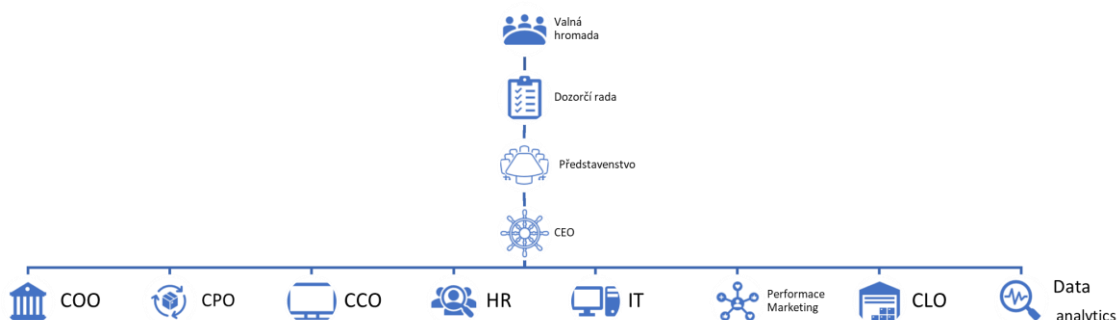 Valná
hromada
Dozorčí rada
Představenstvo
CEO
COO
CPO
CCO
HR
IT
Performace
Marketing
CLO
Data
analytics